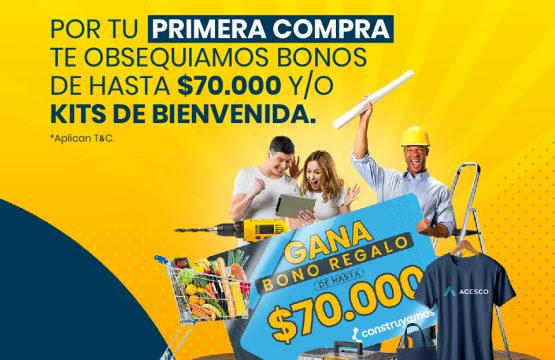 POR TU PRIMERA COMPRA
TE OBSEQUIAMOS BONOS
DE HASTA $70.000 Y/O
KITS DE BIENVENIDA.
*Aplican T&C.
GANA
BONO REGALO
DE HASTA
$70.000
construyamos
ACESCO